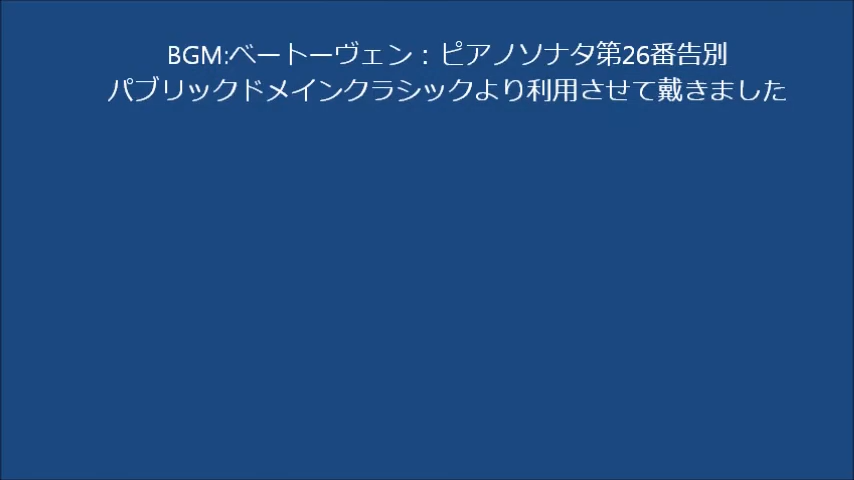 BGM:ベートーヴェン：ピアノソナタ第26番告別
パブリックドメインクラシックより利用させて戴きました